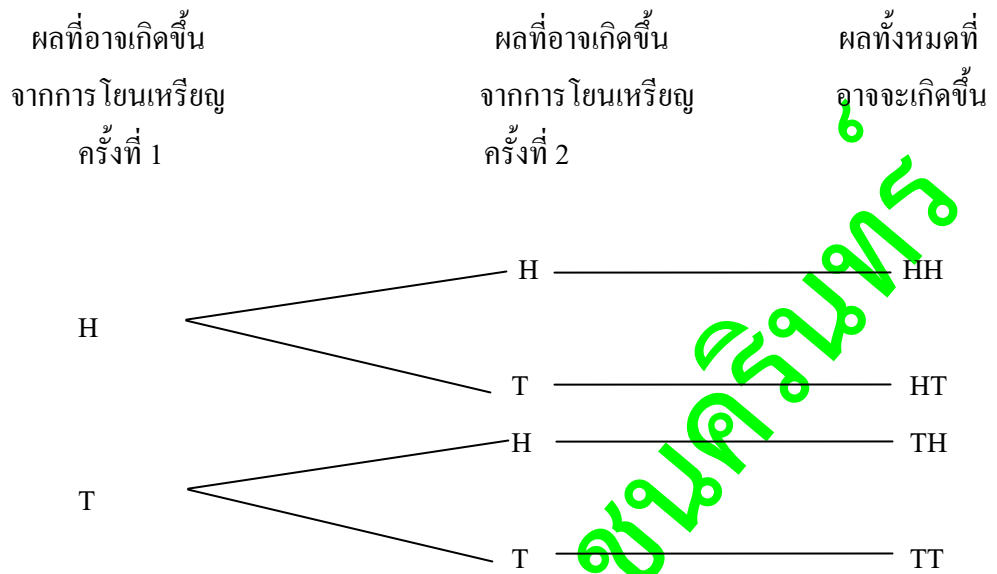 ผลที่อาจเกิดขึ้น
จากการโยนเหรียญ
ครั้งที่ 1
ผลที่อาจเกิดขึ้น
จากการโยนเหรียญ
ครั้งที่ 2
ผลทั้งหมดที่
อาจจะเกิดขึ้น
H
H
HH
T
HT
T
H
TH
T
TT